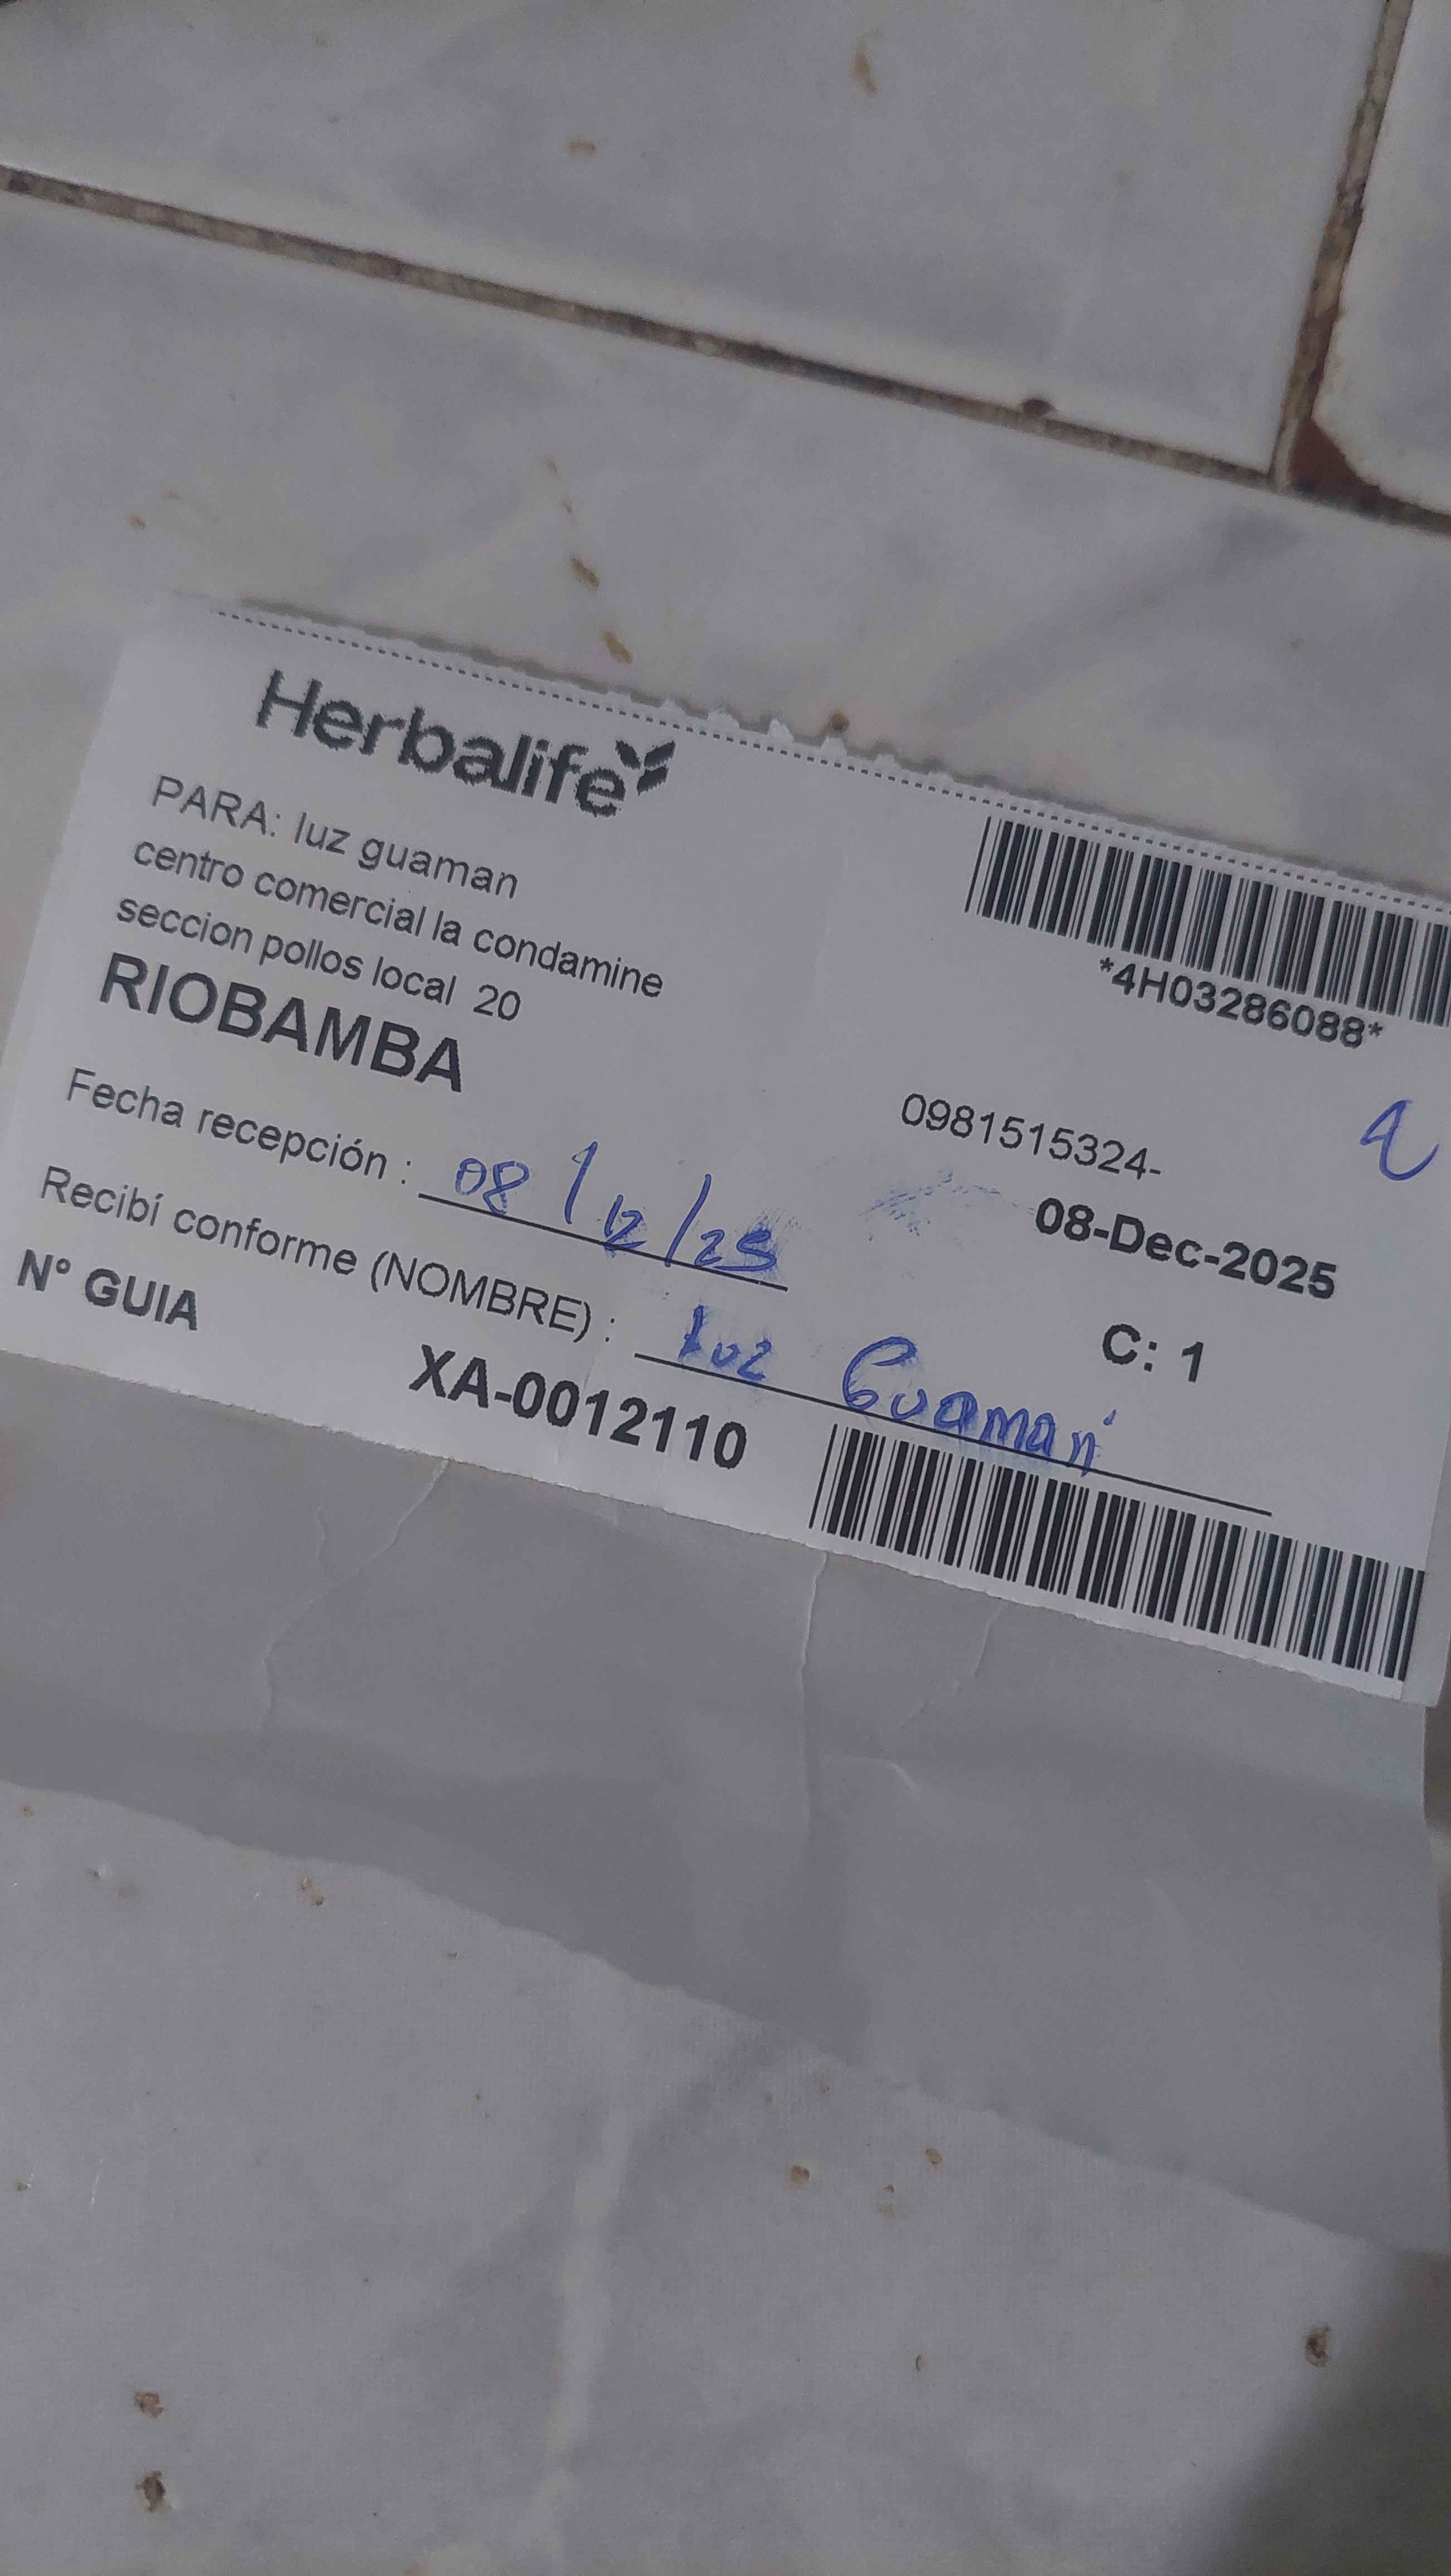 Herbalife
PARA: luz guaman
centro comercial la condamine
seccion pollos local 20
RIOBAMBA
*4H03286088*
0981515324-
08-Dec-2025
C: 1
Fecha recepción : 08/12/25
Recibí conforme (NOMBRE) : Luz Guaman
N° GUIA
XA-0012110